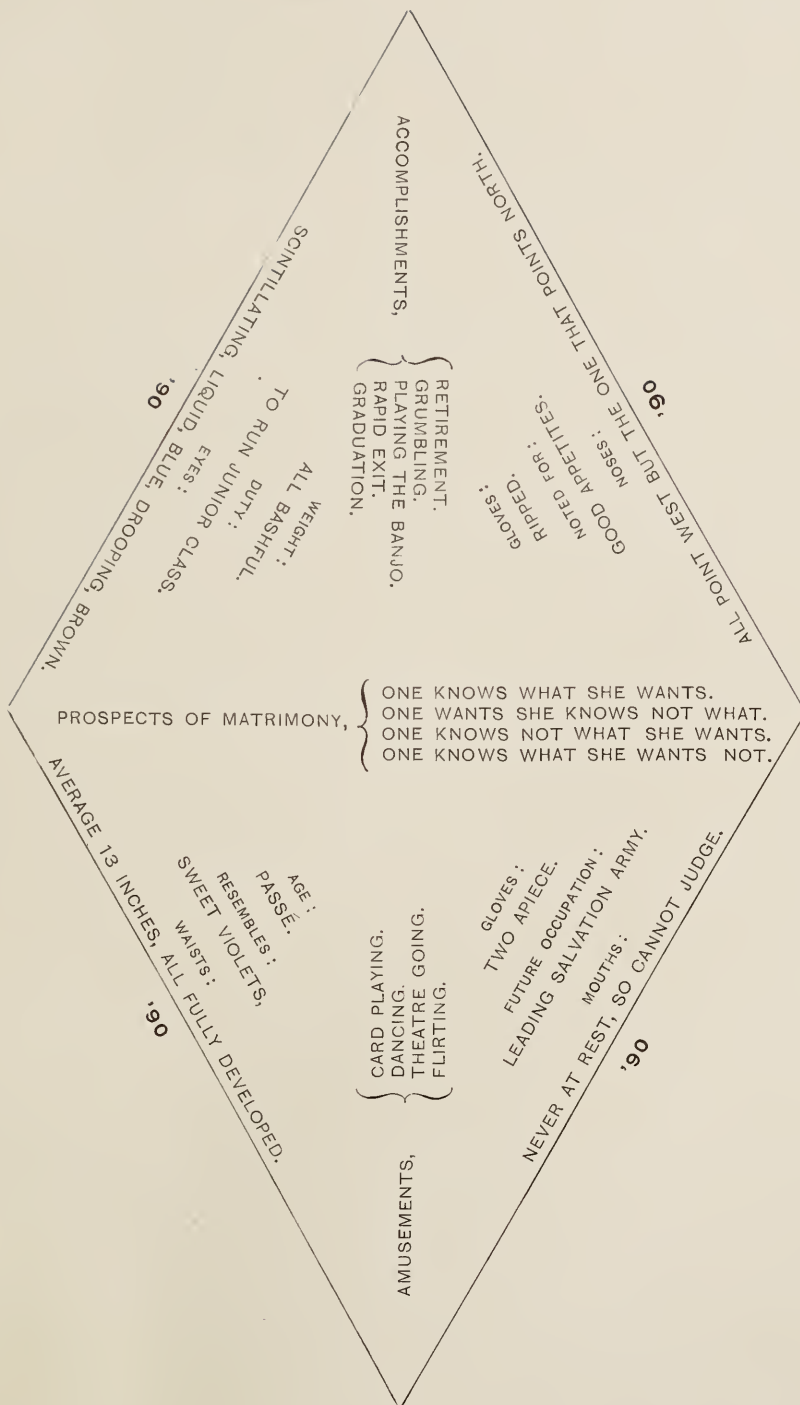 ACCOMPLISHMENTS,
RETIREMENT.
GRUMBLING.
PLAYING THE BANJO.
RAPID EXIT.
GRADUATION.
'90
WEIGHT:
ALL BASHFUL.
DUTY:
TO RUN JUNIOR CLASS.
EYES:
SCINTILLATING, LIQUID, BLUE, DROOPING, BROWN.
'90
GLOVES:
RIPPED.
NOTED FOR:
GOOD APPETITES.
NOSES:
ALL POINT WEST BUT THE ONE THAT POINTS NORTH.
PROSPECTS OF MATRIMONY,
ONE KNOWS WHAT SHE WANTS.
ONE WANTS SHE KNOWS NOT WHAT.
ONE KNOWS NOT WHAT SHE WANTS.
ONE KNOWS WHAT SHE WANTS NOT.
AGE:
PASSÉ.
RESEMBLES:
SWEET VIOLETS,
WAISTS:
AVERAGE 13 INCHES, ALL FULLY DEVELOPED.
'90
AMUSEMENTS,
CARD PLAYING.
DANCING.
THEATRE GOING.
FLIRTING.
GLOVES:
TWO APIECE.
FUTURE OCCUPATION:
LEADING SALVATION ARMY.
MOUTHS:
NEVER AT REST, SO CANNOT JUDGE.
'90